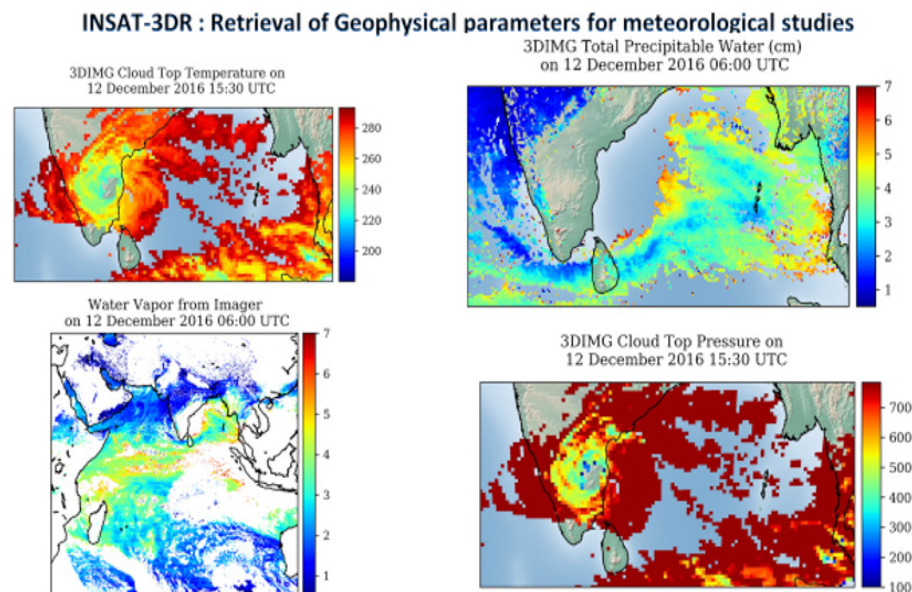 INSAT-3DR : Retrieval of Geophysical parameters for meteorological studies
3DIMG Cloud Top Temperature on
12 December 2016 15:30 UTC
280
260
240
220
200
3DIMG Total Precipitable Water (cm)
on 12 December 2016 06:00 UTC
7
6
5
4
3
2
1
Water Vapor from Imager
on 12 December 2016 06:00 UTC
7
6
5
4
3
2
1
3DIMG Cloud Top Pressure on
12 December 2016 15:30 UTC
700
600
500
400
300
200
100